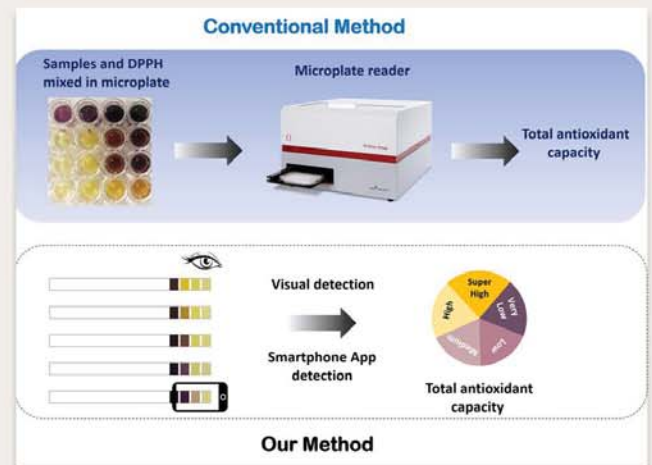 Conventional Method
Samples and DPPH
mixed in microplate
Microplate reader
Total antioxidant
capacity
Visual detection
Smartphone App
detection
Super
High
Very
Low
Low
Medium
High
Total antioxidant
capacity
Our Method